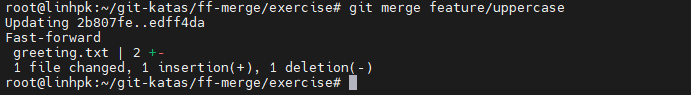 root@linhpk:~/git-katas/ff-merge/exercise# git merge feature/uppercase
Updating 2b807fe..edff4da
Fast-forward
 greeting.txt | 2 +-
 1 file changed, 1 insertion(+), 1 deletion(-)
root@linhpk:~/git-katas/ff-merge/exercise#